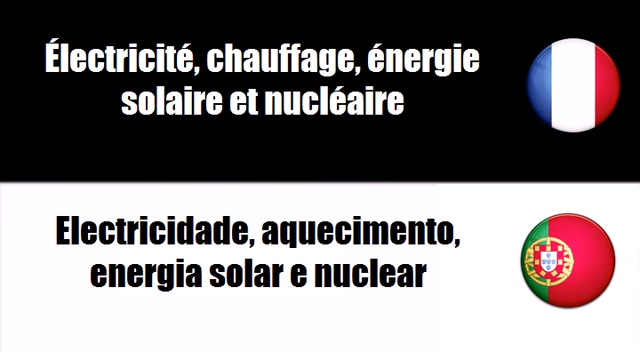 Électricité, chauffage, énergie
solaire et nucléaire
Electricidade, aquecimento,
energia solar e nuclear